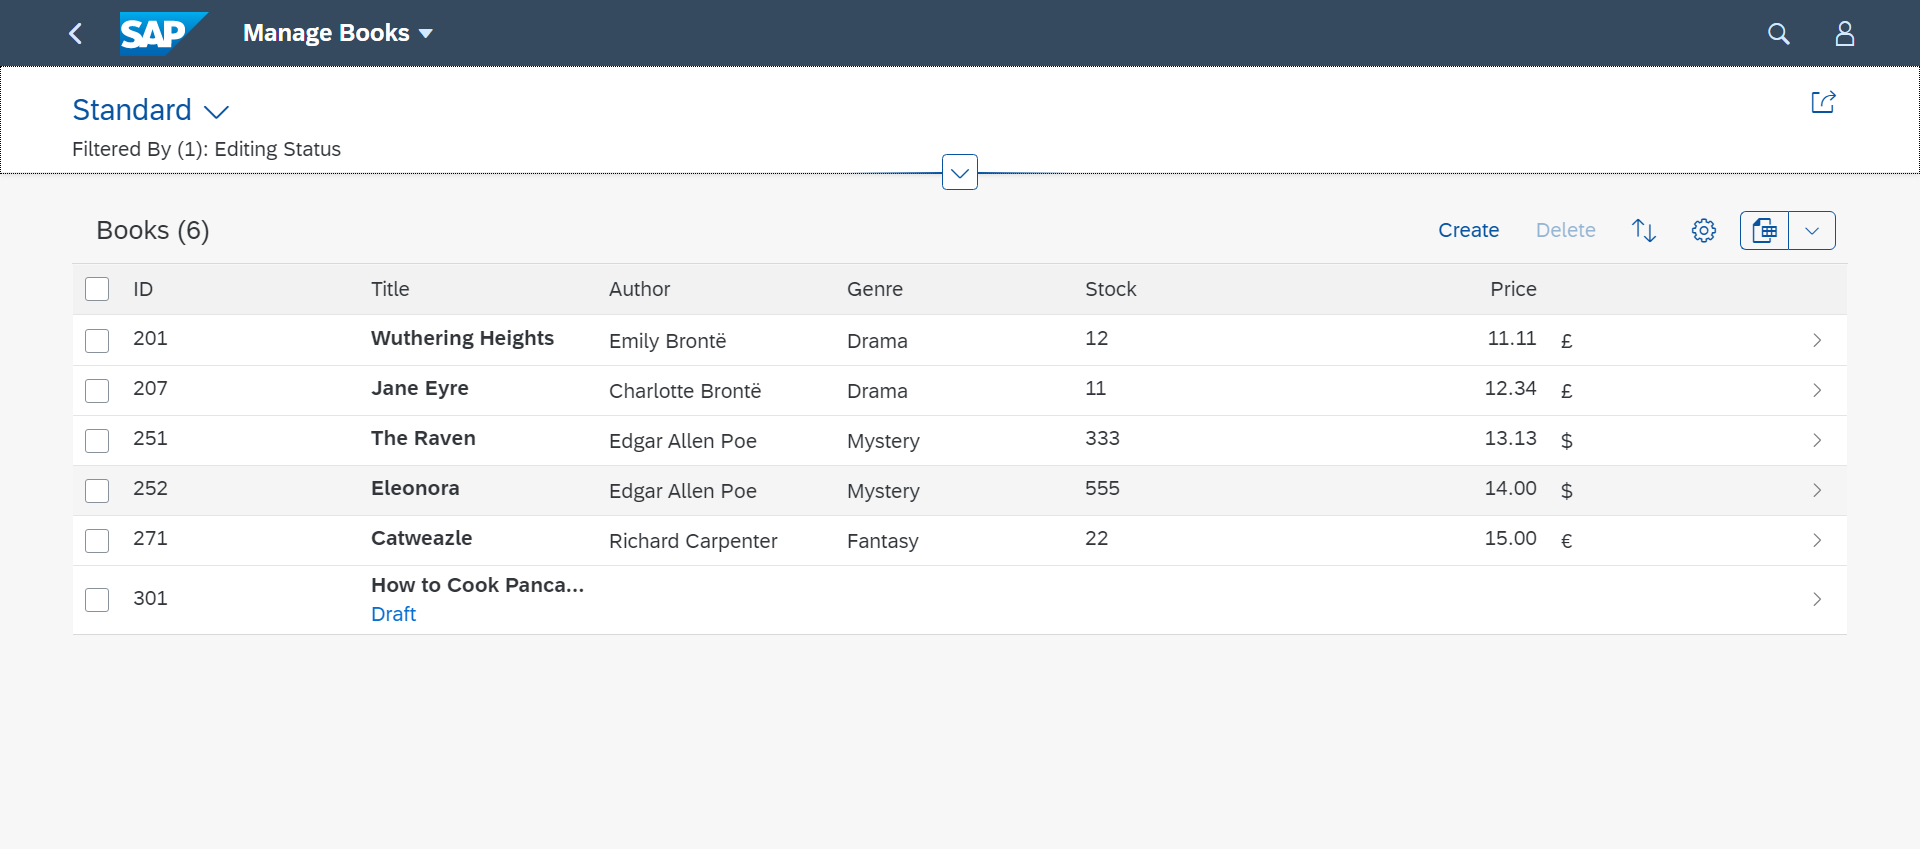 SAP Manage Books
Standard
Filtered By (1): Editing Status
Books (6) Create Delete
ID Title Author Genre Stock Price
201 Wuthering Heights Emily Brontë Drama 12 11.11 £
207 Jane Eyre Charlotte Brontë Drama 11 12.34 £
251 The Raven Edgar Allen Poe Mystery 333 13.13 $
252 Eleonora Edgar Allen Poe Mystery 555 14.00 $
271 Catweazle Richard Carpenter Fantasy 22 15.00 €
301 How to Cook Panca...
Draft